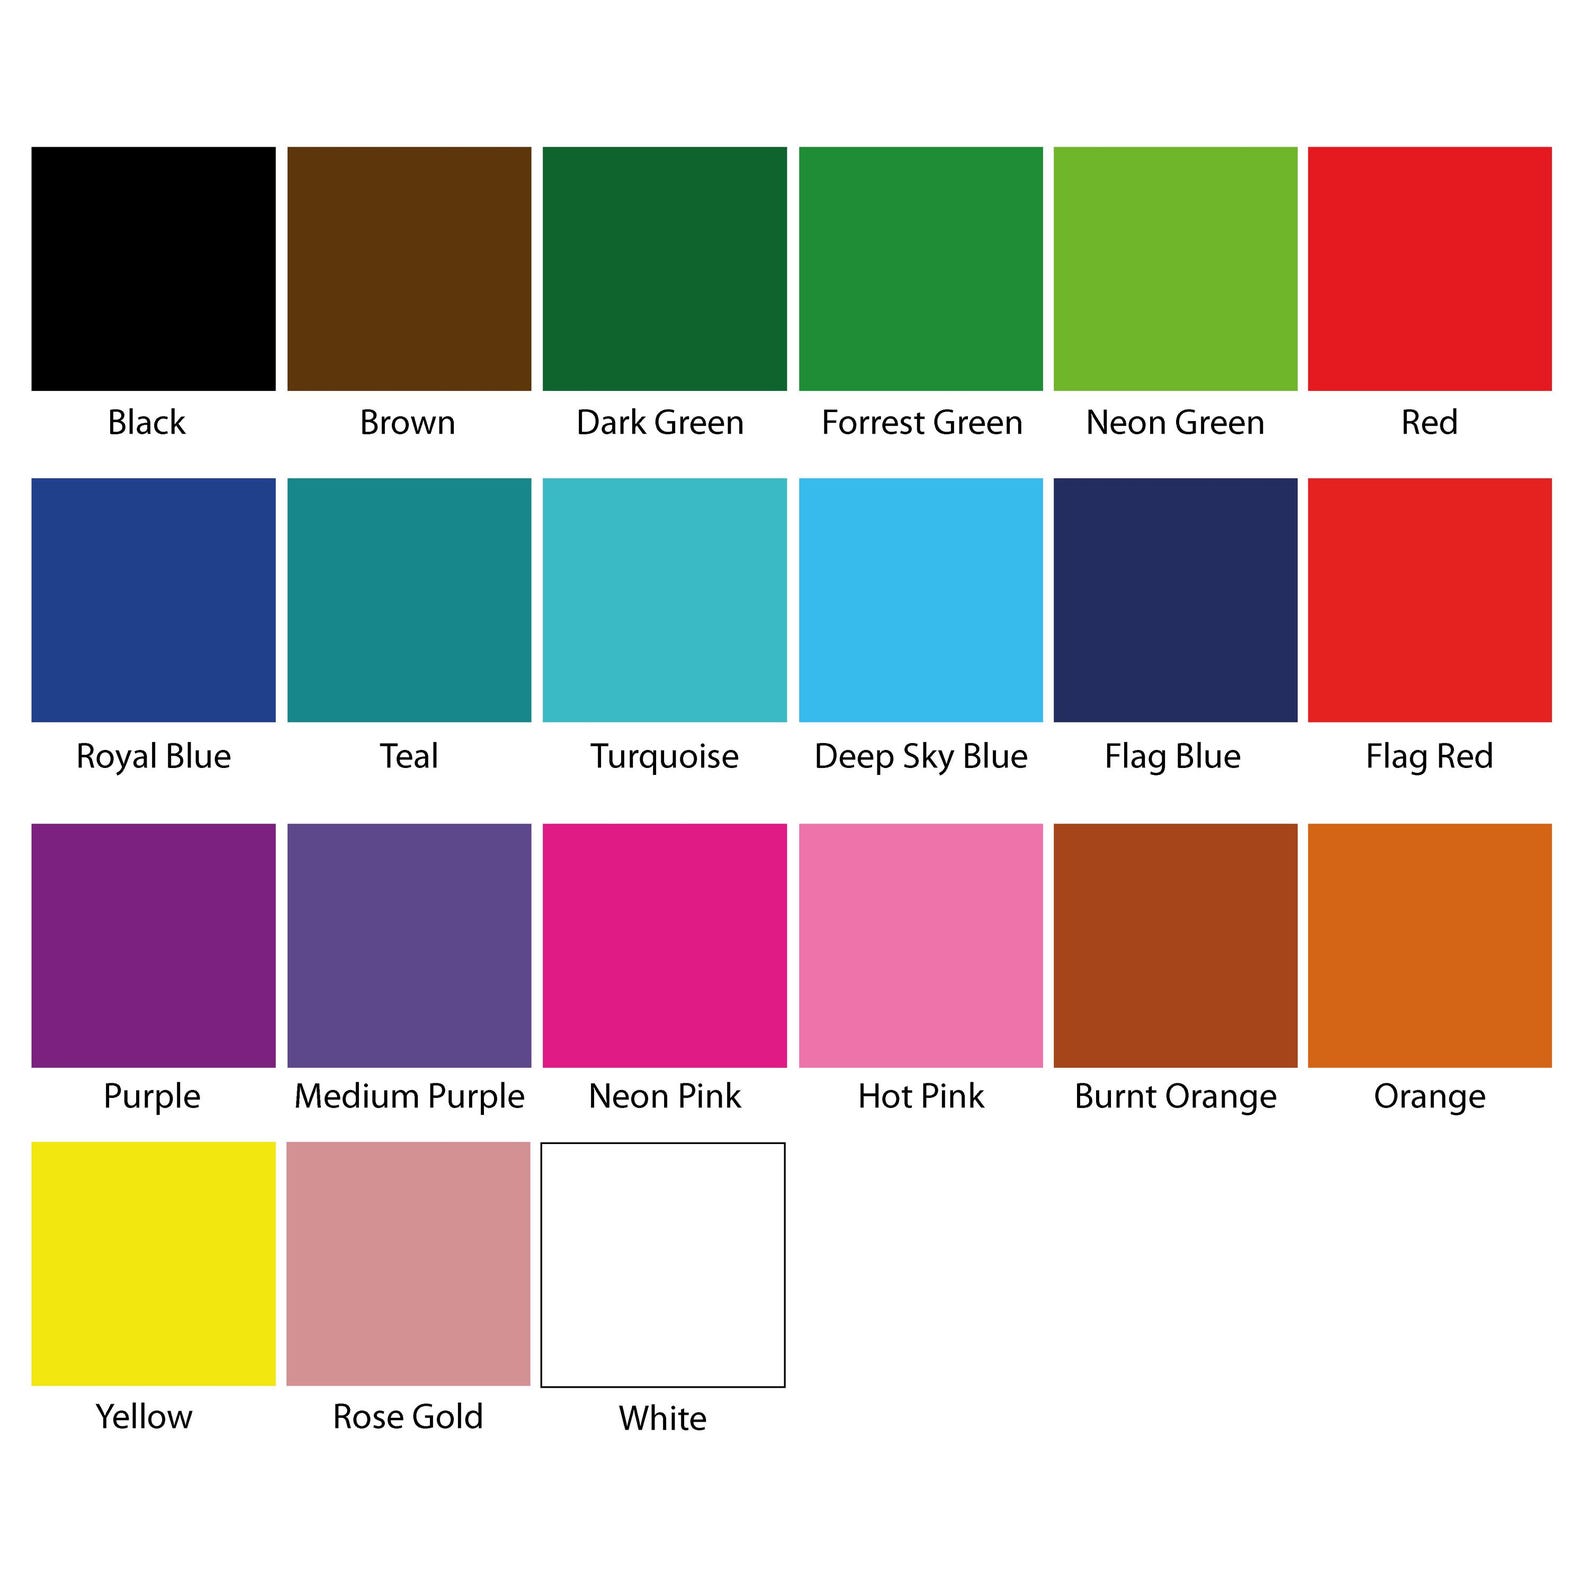 Black
Brown
Dark Green
Forrest Green
Neon Green
Red
Royal Blue
Teal
Turquoise
Deep Sky Blue
Flag Blue
Flag Red
Purple
Medium Purple
Neon Pink
Hot Pink
Burnt Orange
Orange
Yellow
Rose Gold
White